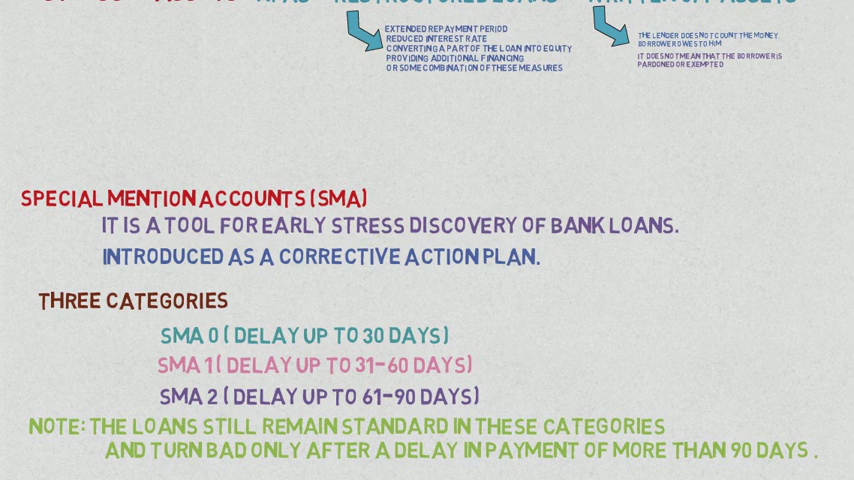 EXTENDED REPAYMENT PERIOD
REDUCED INTEREST RATE
CONVERTING A PART OF THE LOAN INTO EQUITY
PROVIDING ADDITIONAL FINANCING
OR SOME COMBINATION OF THESE MEASURES
THE LENDER DOES NOT COUNT THE MONEY
BORROWER OWES TO HIM
IT DOES NOT MEAN THAT THE BORROWER IS
PARDONED OR EXEMPTED
SPECIAL MENTION ACCOUNTS (SMA)
IT IS A TOOL FOR EARLY STRESS DISCOVERY OF BANK LOANS.
INTRODUCED AS A CORRECTIVE ACTION PLAN.
THREE CATEGORIES
SMA 0 ( DELAY UP TO 30 DAYS)
SMA 1 ( DELAY UP TO 31-60 DAYS)
SMA 2 ( DELAY UP TO 61-90 DAYS)
NOTE: THE LOANS STILL REMAIN STANDARD IN THESE CATEGORIES
AND TURN BAD ONLY AFTER A DELAY IN PAYMENT OF MORE THAN 90 DAYS .